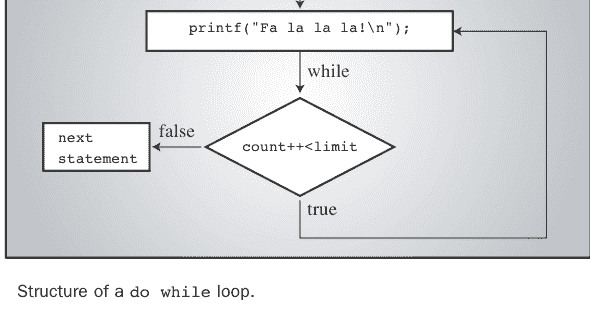 printf("Fa la la la!\n");
while
count++<limit
false
next
statement
true
Structure of a do while loop.